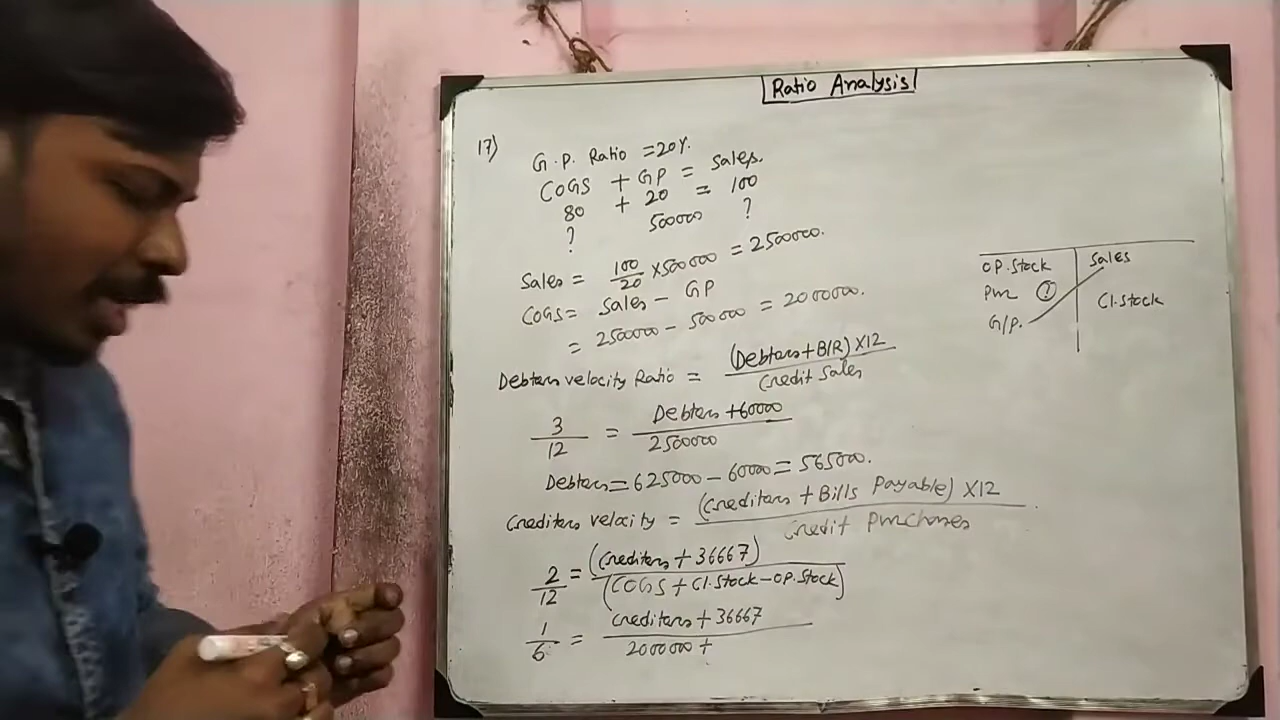 Ratio Analysis
17)
G.P. Ratio = 20%.
COGS + GP = Sales.
80 + 20 = 100
? 500000 ?
Sales = 100/20 × 500000 = 2500000.
COGS = Sales - GP
= 2500000 - 500000 = 2000000.
Debtors velocity Ratio = (Debtors + B/R) × 12 / Credit Sales
3/12 = Debtors + 60000 / 2500000
Debtors = 625000 - 60000 = 565000.
Creditors velocity = (Creditors + Bills Payable) × 12 / Credit Purchases
2/12 = (Creditors + 36667) / (COGS + Cl. Stock - OP. Stock)
1/6 = Creditors + 36667 / 2000000 +
OP. Stock Sales
Pur ? Cl. Stock
G/P.